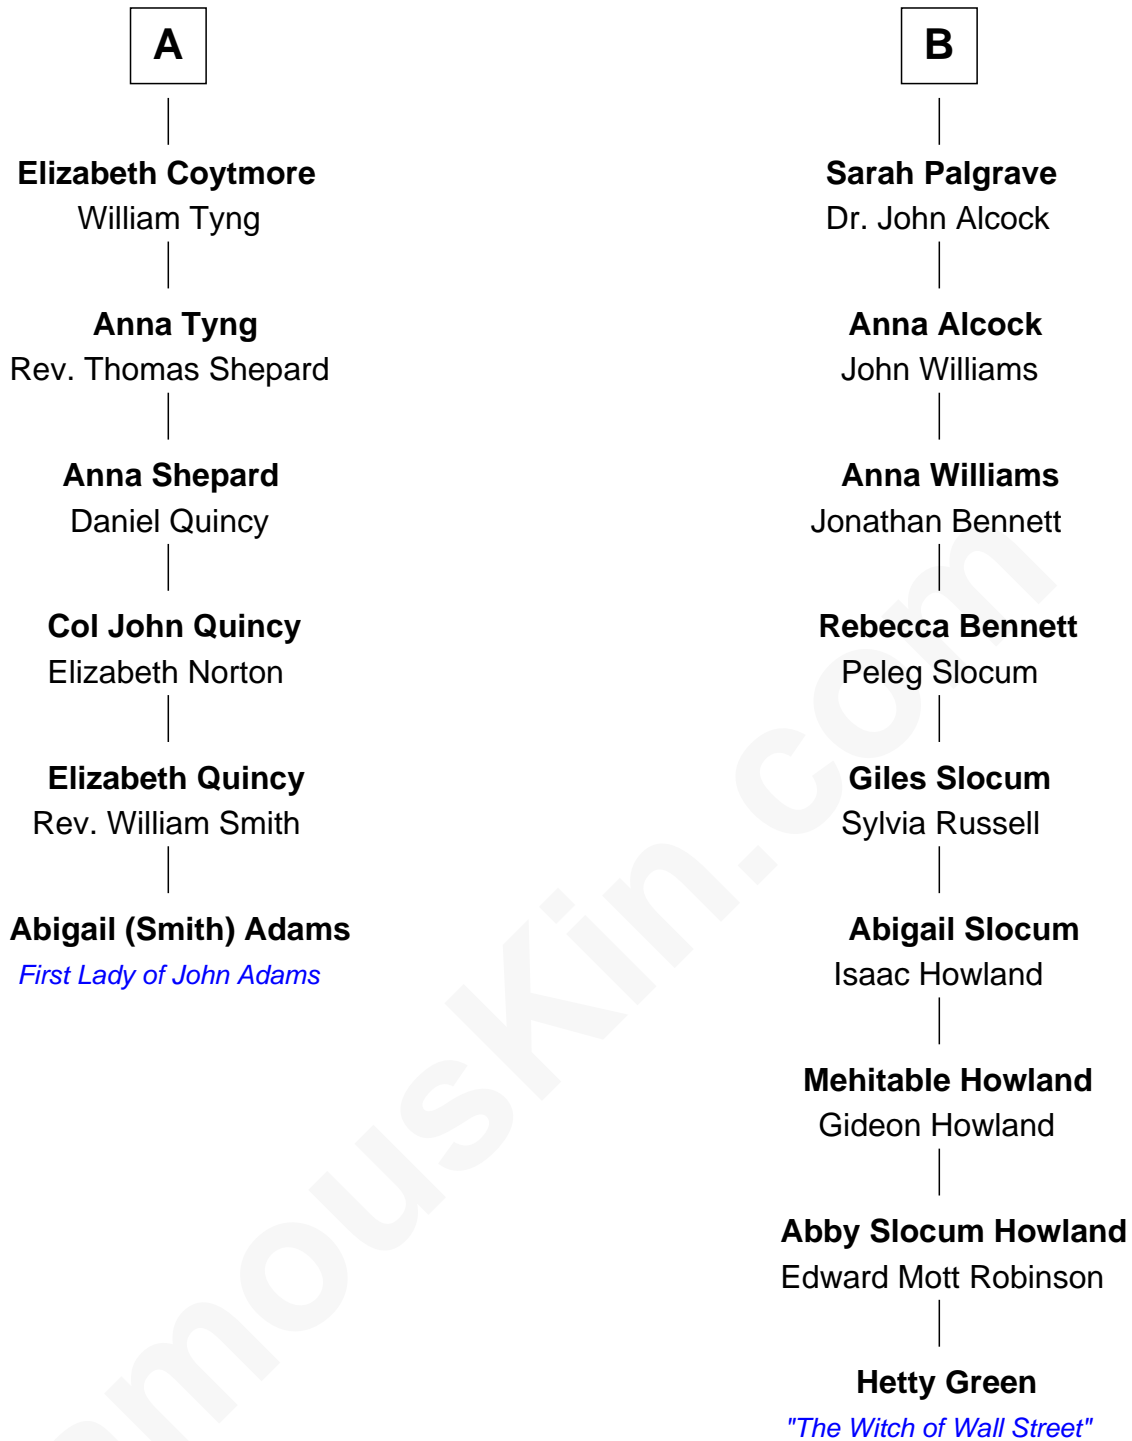 A
Elizabeth Coytmore
William Tyng
Anna Tyng
Rev. Thomas Shepard
Anna Shepard
Daniel Quincy
Col John Quincy
Elizabeth Norton
Elizabeth Quincy
Rev. William Smith
Abigail (Smith) Adams
First Lady of John Adams
B
Sarah Palgrave
Dr. John Alcock
Anna Alcock
John Williams
Anna Williams
Jonathan Bennett
Rebecca Bennett
Peleg Slocum
Giles Slocum
Sylvia Russell
Abigail Slocum
Isaac Howland
Mehitable Howland
Gideon Howland
Abby Slocum Howland
Edward Mott Robinson
Hetty Green
"The Witch of Wall Street"
amouskin.com